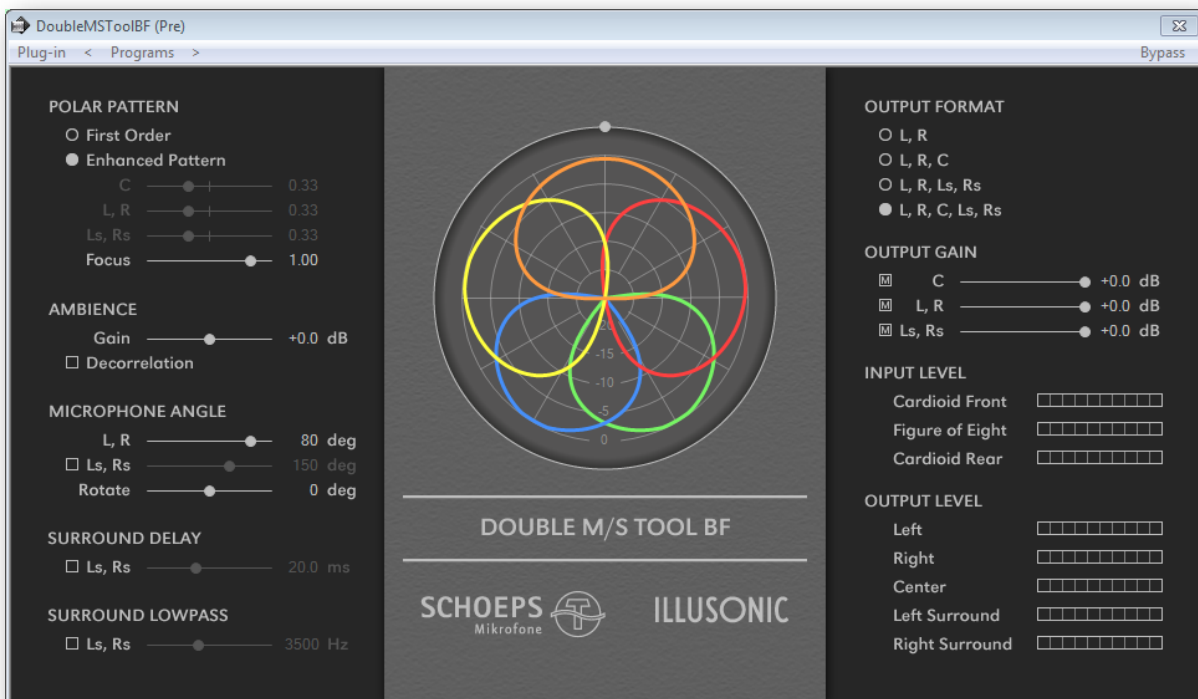 DoubleMSToolBF (Pre)
Plug-in < Programs > Bypass
POLAR PATTERN
First Order
Enhanced Pattern
C 0.33
L, R 0.33
Ls, Rs 0.33
Focus 1.00
AMBIENCE
Gain +0.0 dB
Decorrelation
MICROPHONE ANGLE
L, R 80 deg
Ls, Rs 150 deg
Rotate 0 deg
SURROUND DELAY
Ls, Rs 20.0 ms
SURROUND LOWPASS
Ls, Rs 3500 Hz
-20
-15
-10
-5
0
DOUBLE M/S TOOL BF
SCHOEPS
Mikrofone
ILLUSONIC
OUTPUT FORMAT
L, R
L, R, C
L, R, Ls, Rs
L, R, C, Ls, Rs
OUTPUT GAIN
M C +0.0 dB
M L, R +0.0 dB
M Ls, Rs +0.0 dB
INPUT LEVEL
Cardioid Front
Figure of Eight
Cardioid Rear
OUTPUT LEVEL
Left
Right
Center
Left Surround
Right Surround